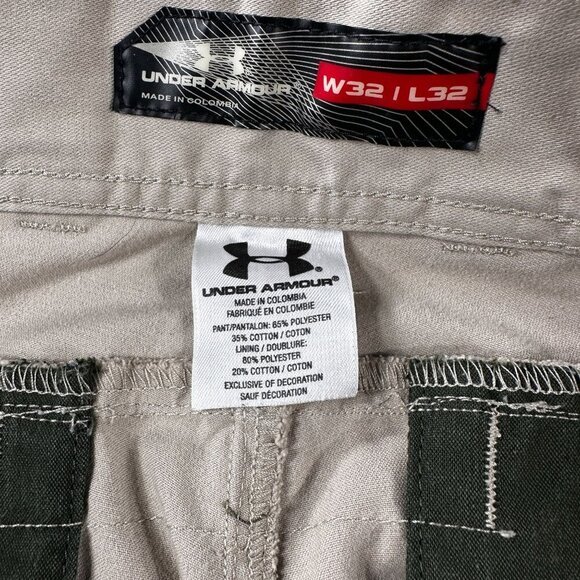 UNDER ARMOUR®
MADE IN COLOMBIA
W32 / L32
UNDER ARMOUR®
MADE IN COLOMBIA
FABRIQUÉ EN COLOMBIE
PANT/PANTALON: 65% POLYESTER
35% COTTON / COTON
LINING / DOUBLURE:
80% POLYESTER
20% COTTON / COTON
EXCLUSIVE OF DECORATION
SAUF DÉCORATION